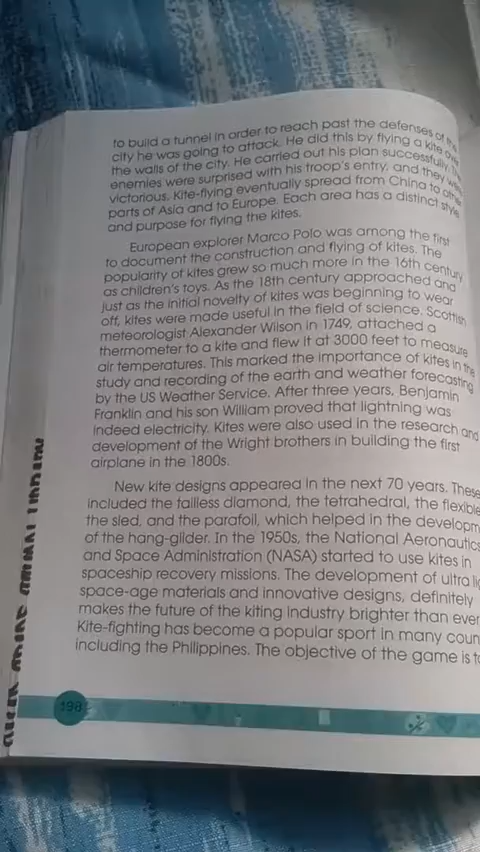 to build a tunnel in order to reach past the defenses of the
city he was going to attack. He did this by flying a kite over
the walls of the city. He carried out his plan successfully. The
enemies were surprised with his troop's entry, and they were
victorious. Kite-flying eventually spread from China to other
parts of Asia and to Europe. Each area has a distinct style
and purpose for flying the kites.
European explorer Marco Polo was among the first
to document the construction and flying of kites. The
popularity of kites grew so much more in the 16th century
as children's toys. As the 18th century approached and
just as the initial novelty of kites was beginning to wear
off, kites were made useful in the field of science. Scottish
meteorologist Alexander Wilson in 1749, attached a
thermometer to a kite and flew it at 3000 feet to measure
air temperatures. This marked the importance of kites in the
study and recording of the earth and weather forecasting
by the US Weather Service. After three years, Benjamin
Franklin and his son William proved that lightning was
indeed electricity. Kites were also used in the research and
development of the Wright brothers in building the first
airplane in the 1800s.
New kite designs appeared in the next 70 years. These
included the tailless diamond, the tetrahedral, the flexible
the sled, and the parafoil, which helped in the developm
of the hang-glider. In the 1950s, the National Aeronautics
and Space Administration (NASA) started to use kites in
spaceship recovery missions. The development of ultra li
space-age materials and innovative designs, definitely
makes the future of the kiting industry brighter than ever
Kite-fighting has become a popular sport in many coun
including the Philippines. The objective of the game is to
198